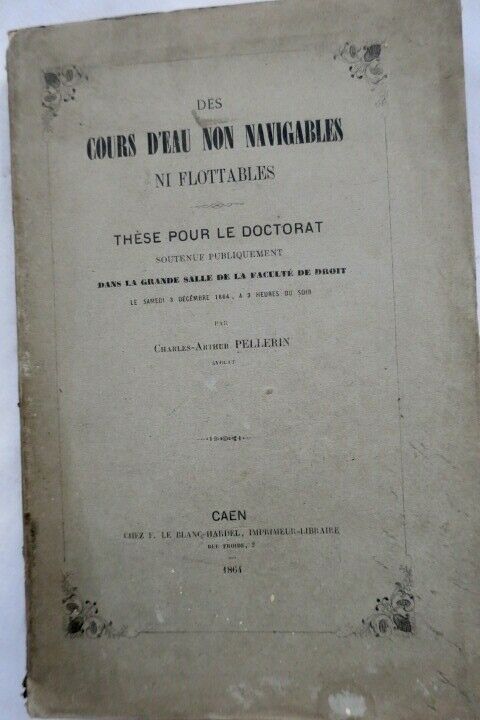 DES
COURS D'EAU NON NAVIGABLES
NI FLOTTABLES
THÈSE POUR LE DOCTORAT
SOUTENUE PUBLIQUEMENT
DANS LA GRANDE SALLE DE LA FACULTÉ DE DROIT
LE SAMEDI 3 DÉCEMBRE 1864, A 3 HEURES DU SOIR
PAR
CHARLES-ARTHUR PELLERIN
AVOCAT
CAEN
CHEZ F. LE BLANC-HARDEL, IMPRIMEUR-LIBRAIRE
RUE FROIDE, 2
1864